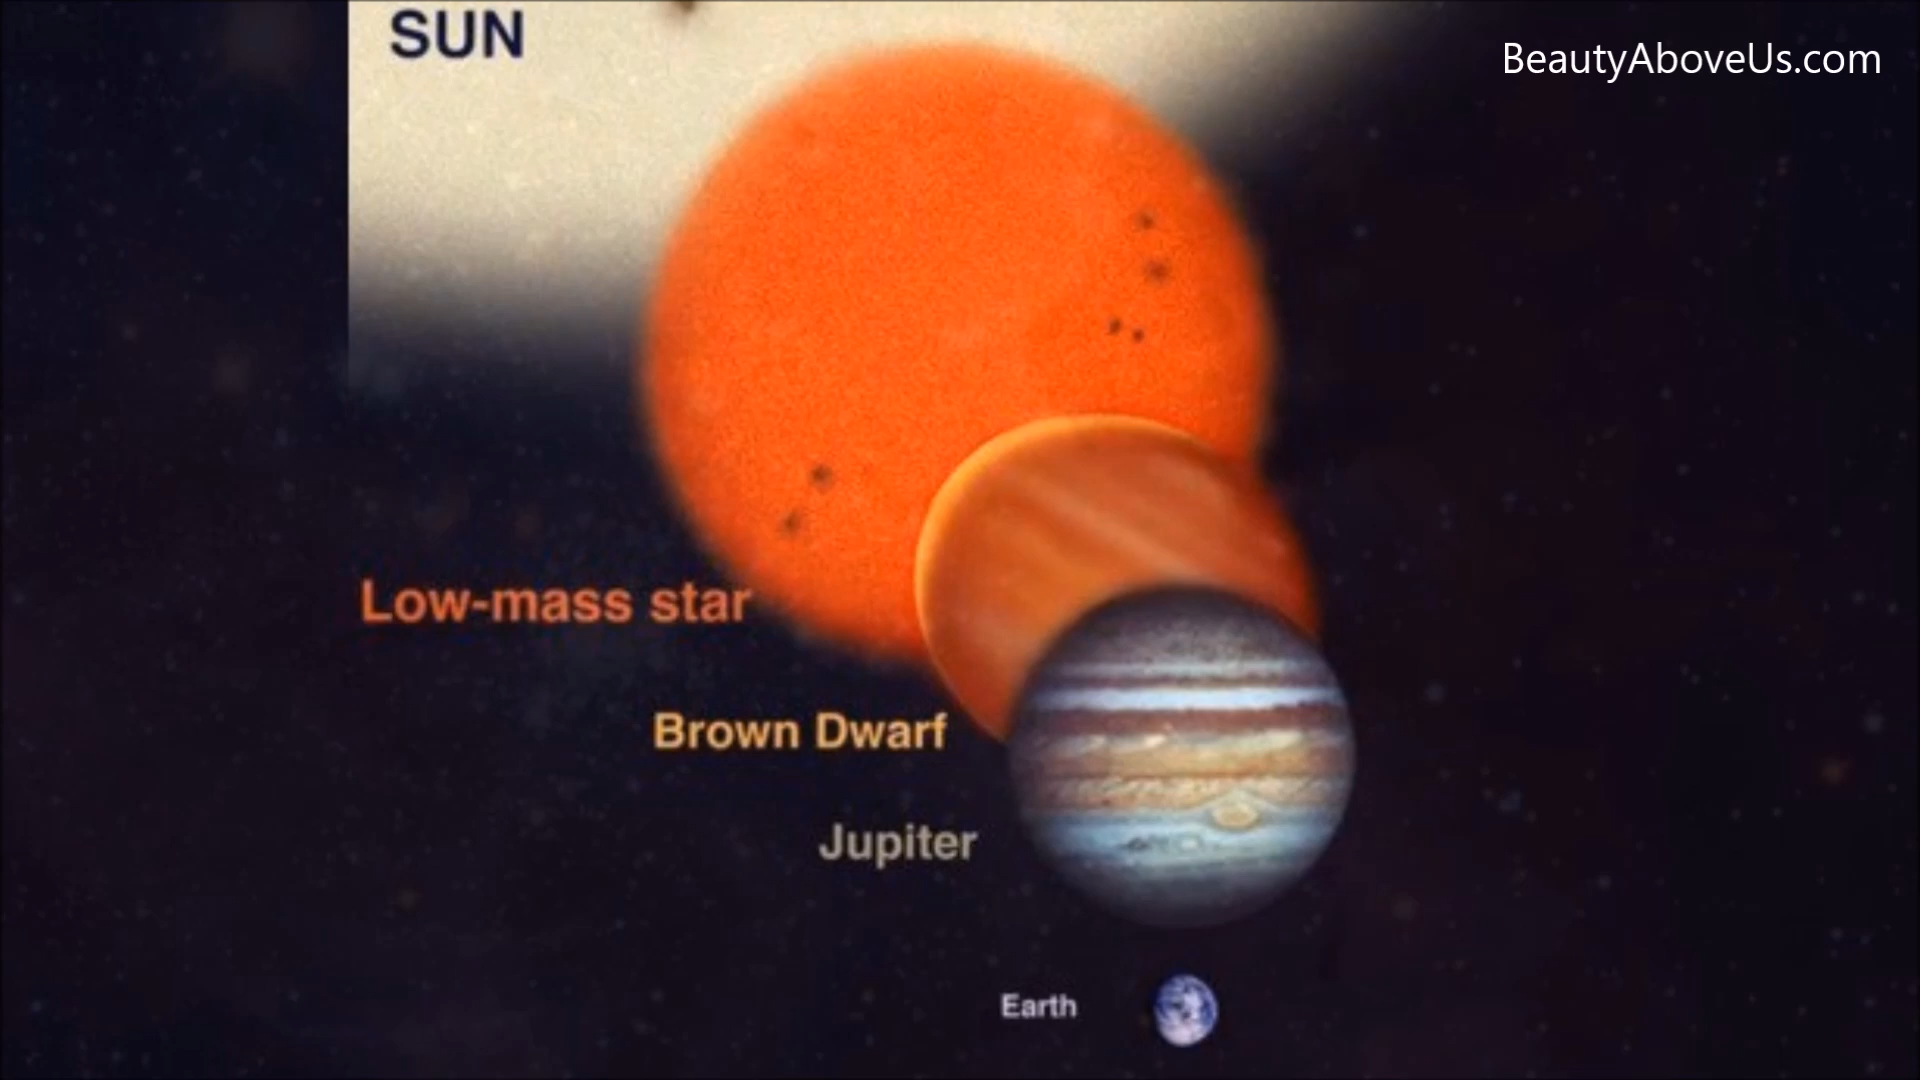 SUN
BeautyAboveUs.com
Low-mass star
Brown Dwarf
Jupiter
Earth